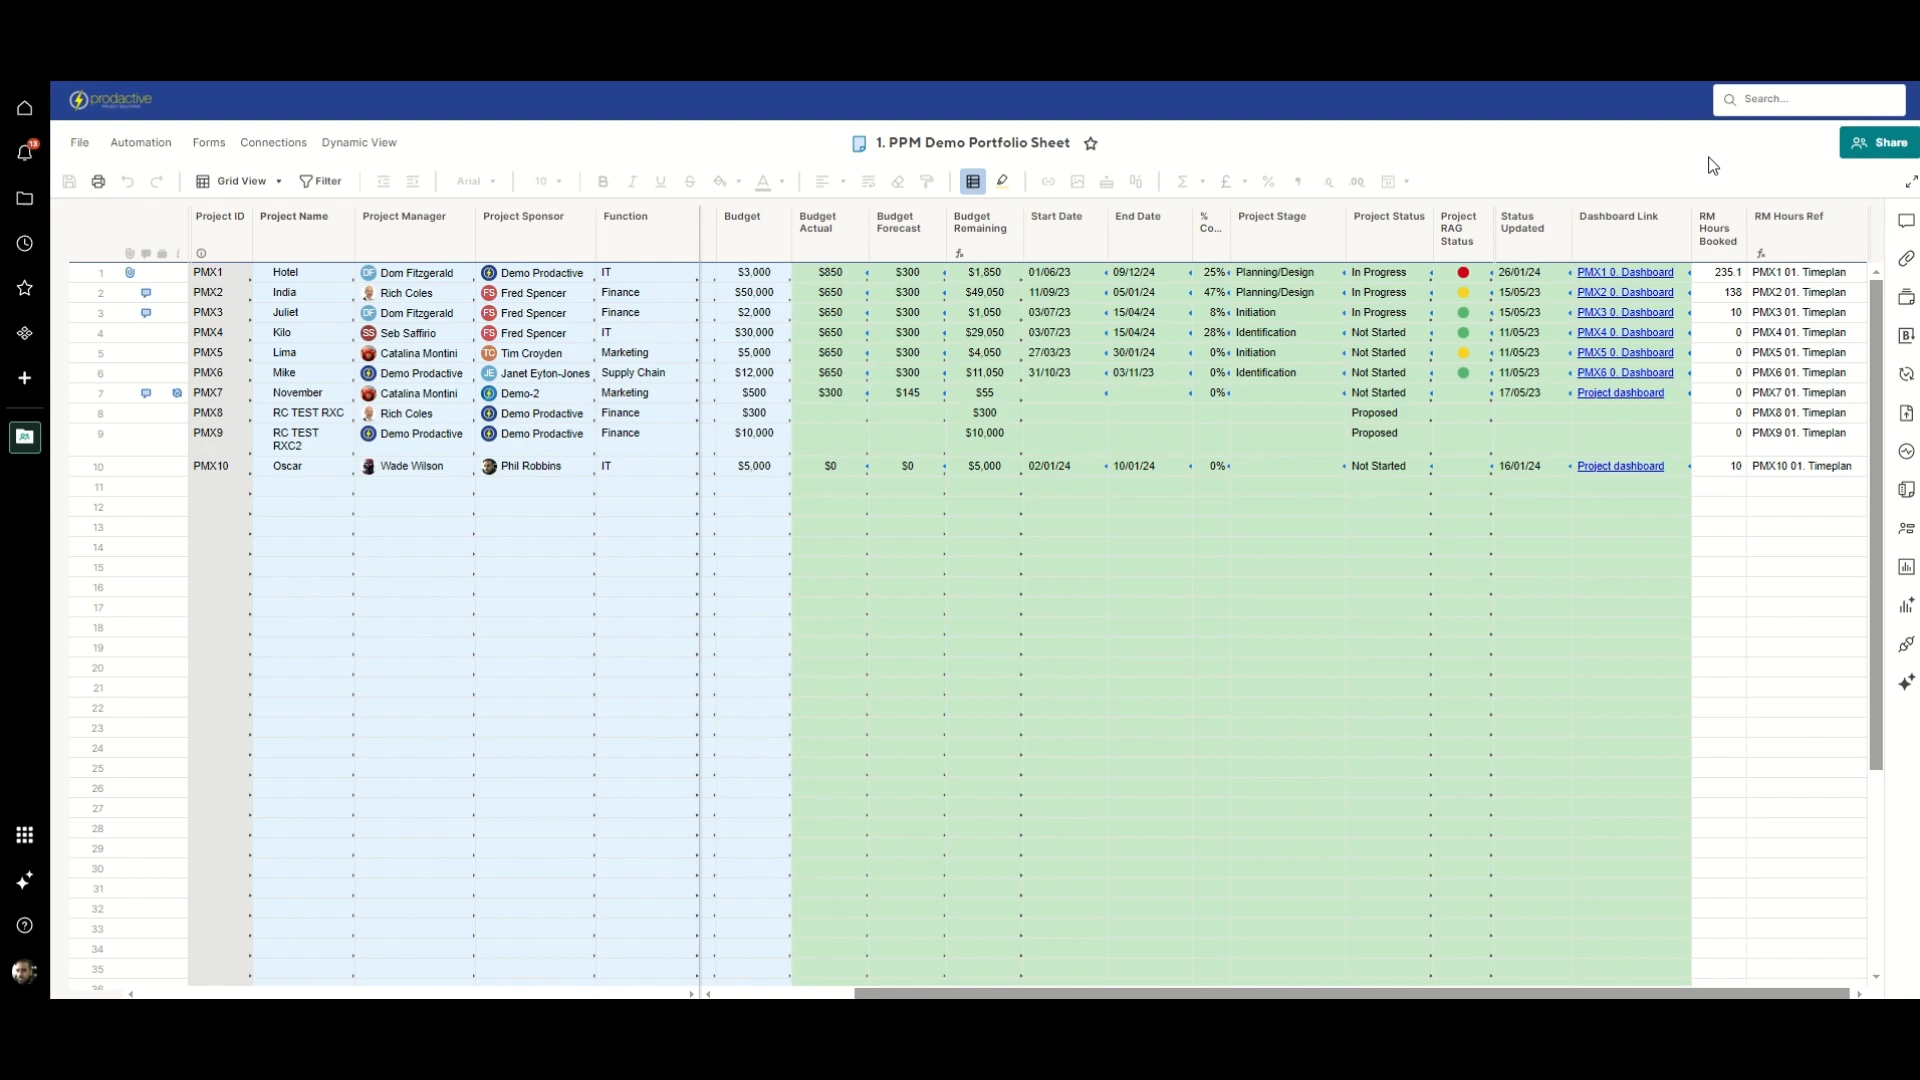 prodactive
PROJECT SOLUTIONS
Search...
13
File Automation Forms Connections Dynamic View
1. PPM Demo Portfolio Sheet
Share
Grid View Filter Arial 10
Project ID Project Name Project Manager Project Sponsor Function Budget Budget Actual Budget Forecast Budget Remaining Start Date End Date % Co... Project Stage Project Status Project RAG Status Status Updated Dashboard Link RM Hours Booked RM Hours Ref
1 PMX1 Hotel DF Dom Fitzgerald Demo Prodactive IT $3,000 $850 $300 $1,850 01/06/23 09/12/24 25% Planning/Design In Progress 26/01/24 PMX1 0. Dashboard 235.1 PMX1 01. Timeplan
2 PMX2 India Rich Coles FS Fred Spencer Finance $50,000 $650 $300 $49,050 11/09/23 05/01/24 47% Planning/Design In Progress 15/05/23 PMX2 0. Dashboard 138 PMX2 01. Timeplan
3 PMX3 Juliet DF Dom Fitzgerald FS Fred Spencer Finance $2,000 $650 $300 $1,050 03/07/23 15/04/24 8% Initiation In Progress 15/05/23 PMX3 0. Dashboard 10 PMX3 01. Timeplan
4 PMX4 Kilo SS Seb Saffirio FS Fred Spencer IT $30,000 $650 $300 $29,050 03/07/23 15/04/24 28% Identification Not Started 11/05/23 PMX4 0. Dashboard 0 PMX4 01. Timeplan
5 PMX5 Lima Catalina Montini TC Tim Croyden Marketing $5,000 $650 $300 $4,050 27/03/23 30/01/24 0% Initiation Not Started 11/05/23 PMX5 0. Dashboard 0 PMX5 01. Timeplan
6 PMX6 Mike Demo Prodactive JE Janet Eyton-Jones Supply Chain $12,000 $650 $300 $11,050 31/10/23 03/11/23 0% Identification Not Started 11/05/23 PMX6 0. Dashboard 0 PMX6 01. Timeplan
7 PMX7 November Catalina Montini Demo-2 Marketing $500 $300 $145 $55 0% Not Started 17/05/23 Project dashboard 0 PMX7 01. Timeplan
8 PMX8 RC TEST RXC Rich Coles Demo Prodactive Finance $300 $300 Proposed 0 PMX8 01. Timeplan
9 PMX9 RC TEST RXC2 Demo Prodactive Demo Prodactive Finance $10,000 $10,000 Proposed 0 PMX9 01. Timeplan
10 PMX10 Oscar Wade Wilson Phil Robbins IT $5,000 $0 $0 $5,000 02/01/24 10/01/24 0% Not Started 16/01/24 Project dashboard 10 PMX10 01. Timeplan
11
12
13
14
15
16
17
18
19
20
21
22
23
24
25
26
27
28
29
30
31
32
33
34
35